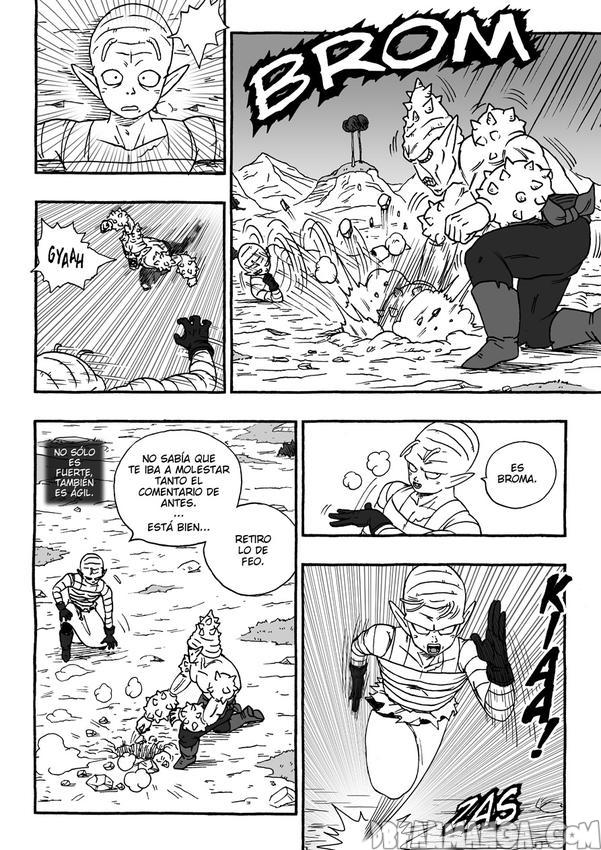 BROM
GYAAH
NO SÓLO
ES
FUERTE,
TAMBIÉN
ES ÁGIL.
NO SABÍA QUE
TE IBA A MOLESTAR
TANTO EL
COMENTARIO DE
ANTES.
...
ESTÁ BIEN...
RETIRO
LO DE
FEO.
ES
BROMA.
KIAA!
ZAS
DBFANMANGA.COM